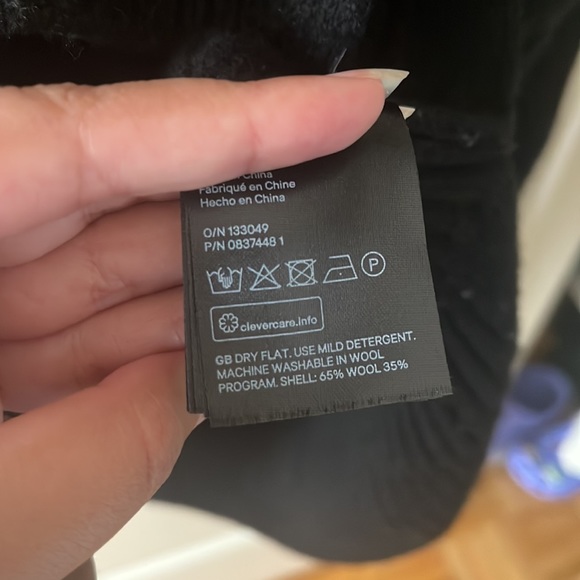 China
Fabriqué en Chine
Hecho en China
O/N 133049
P/N 0837448 1
P
clevercare.info
GB DRY FLAT. USE MILD DETERGENT.
MACHINE WASHABLE IN WOOL
PROGRAM. SHELL: 65% WOOL 35%